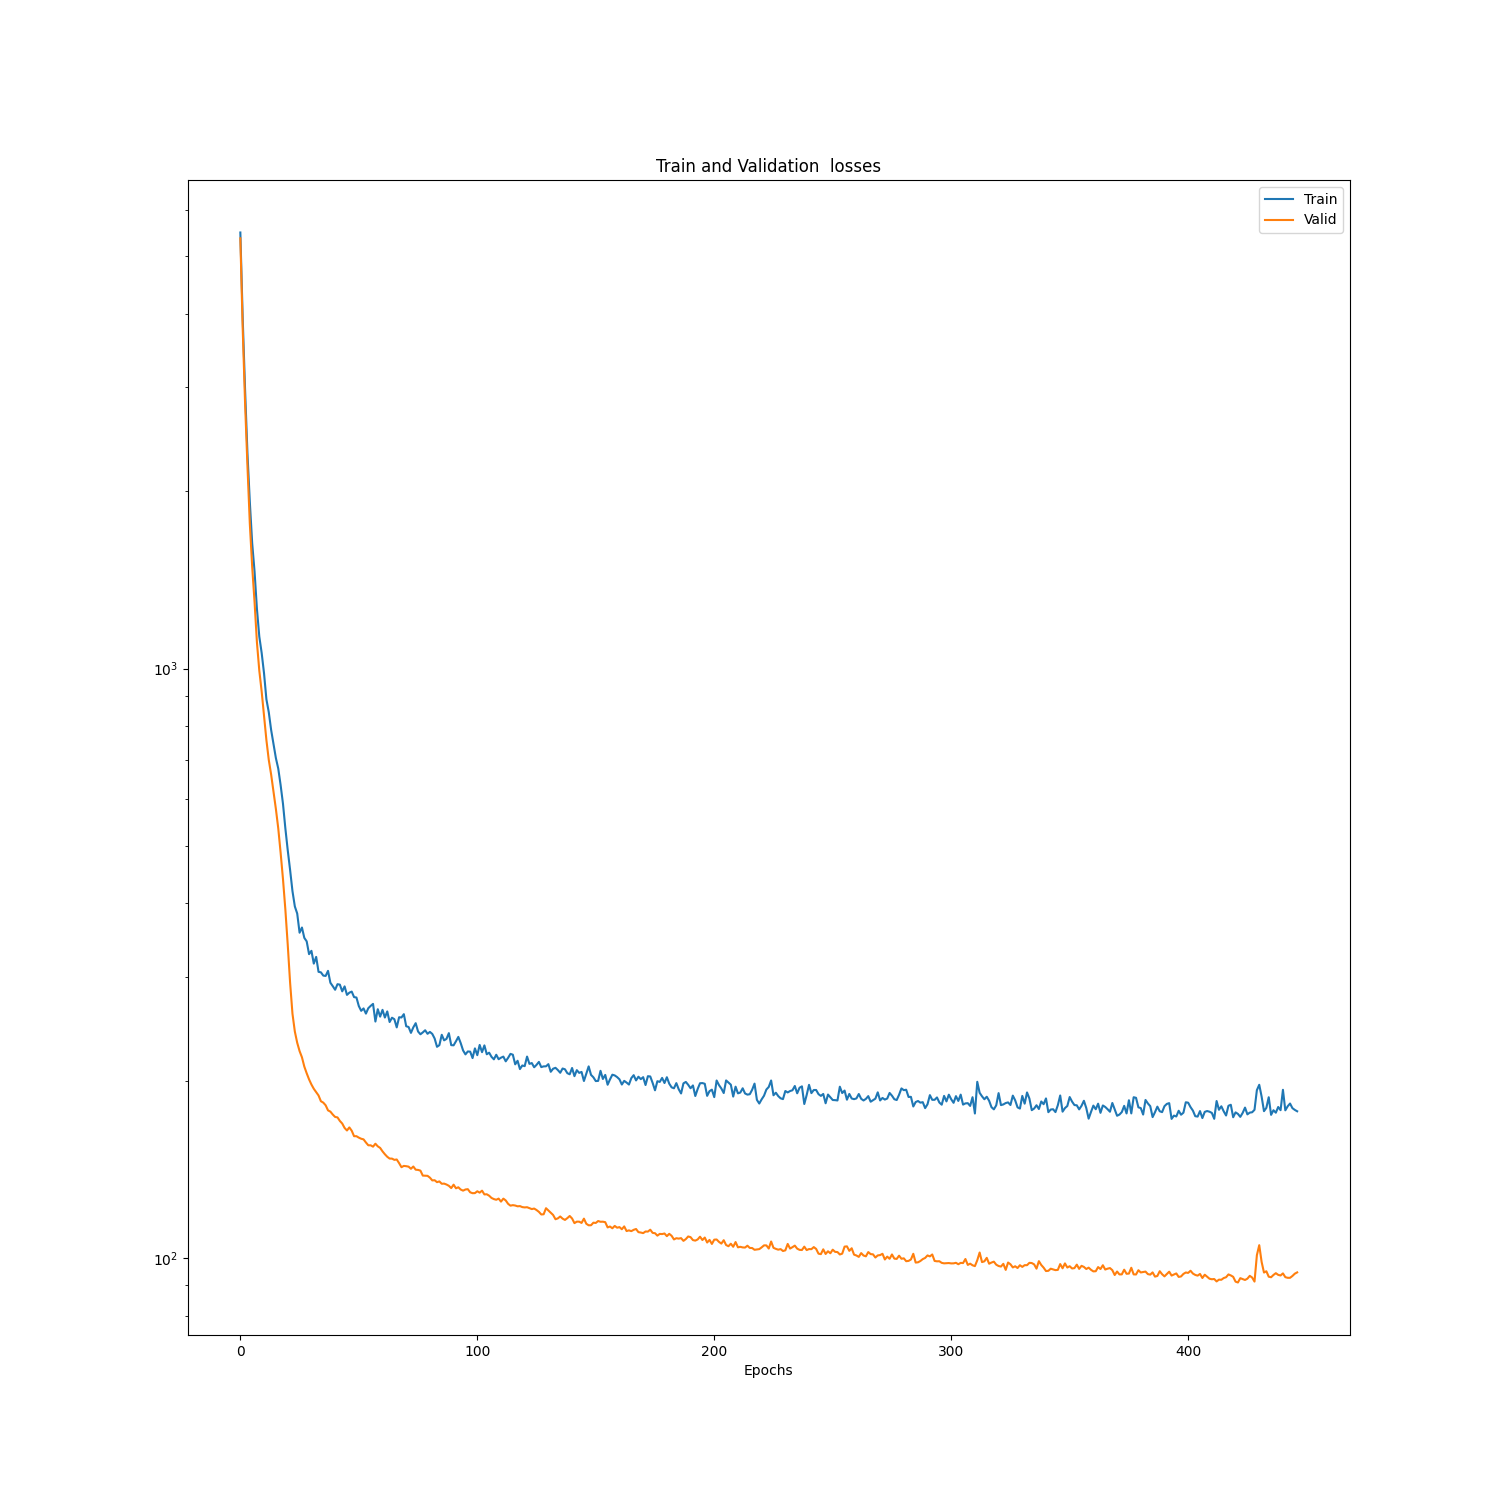 Train and Validation  losses
Train
Valid
10³
10²
0 100 200 300 400
Epochs